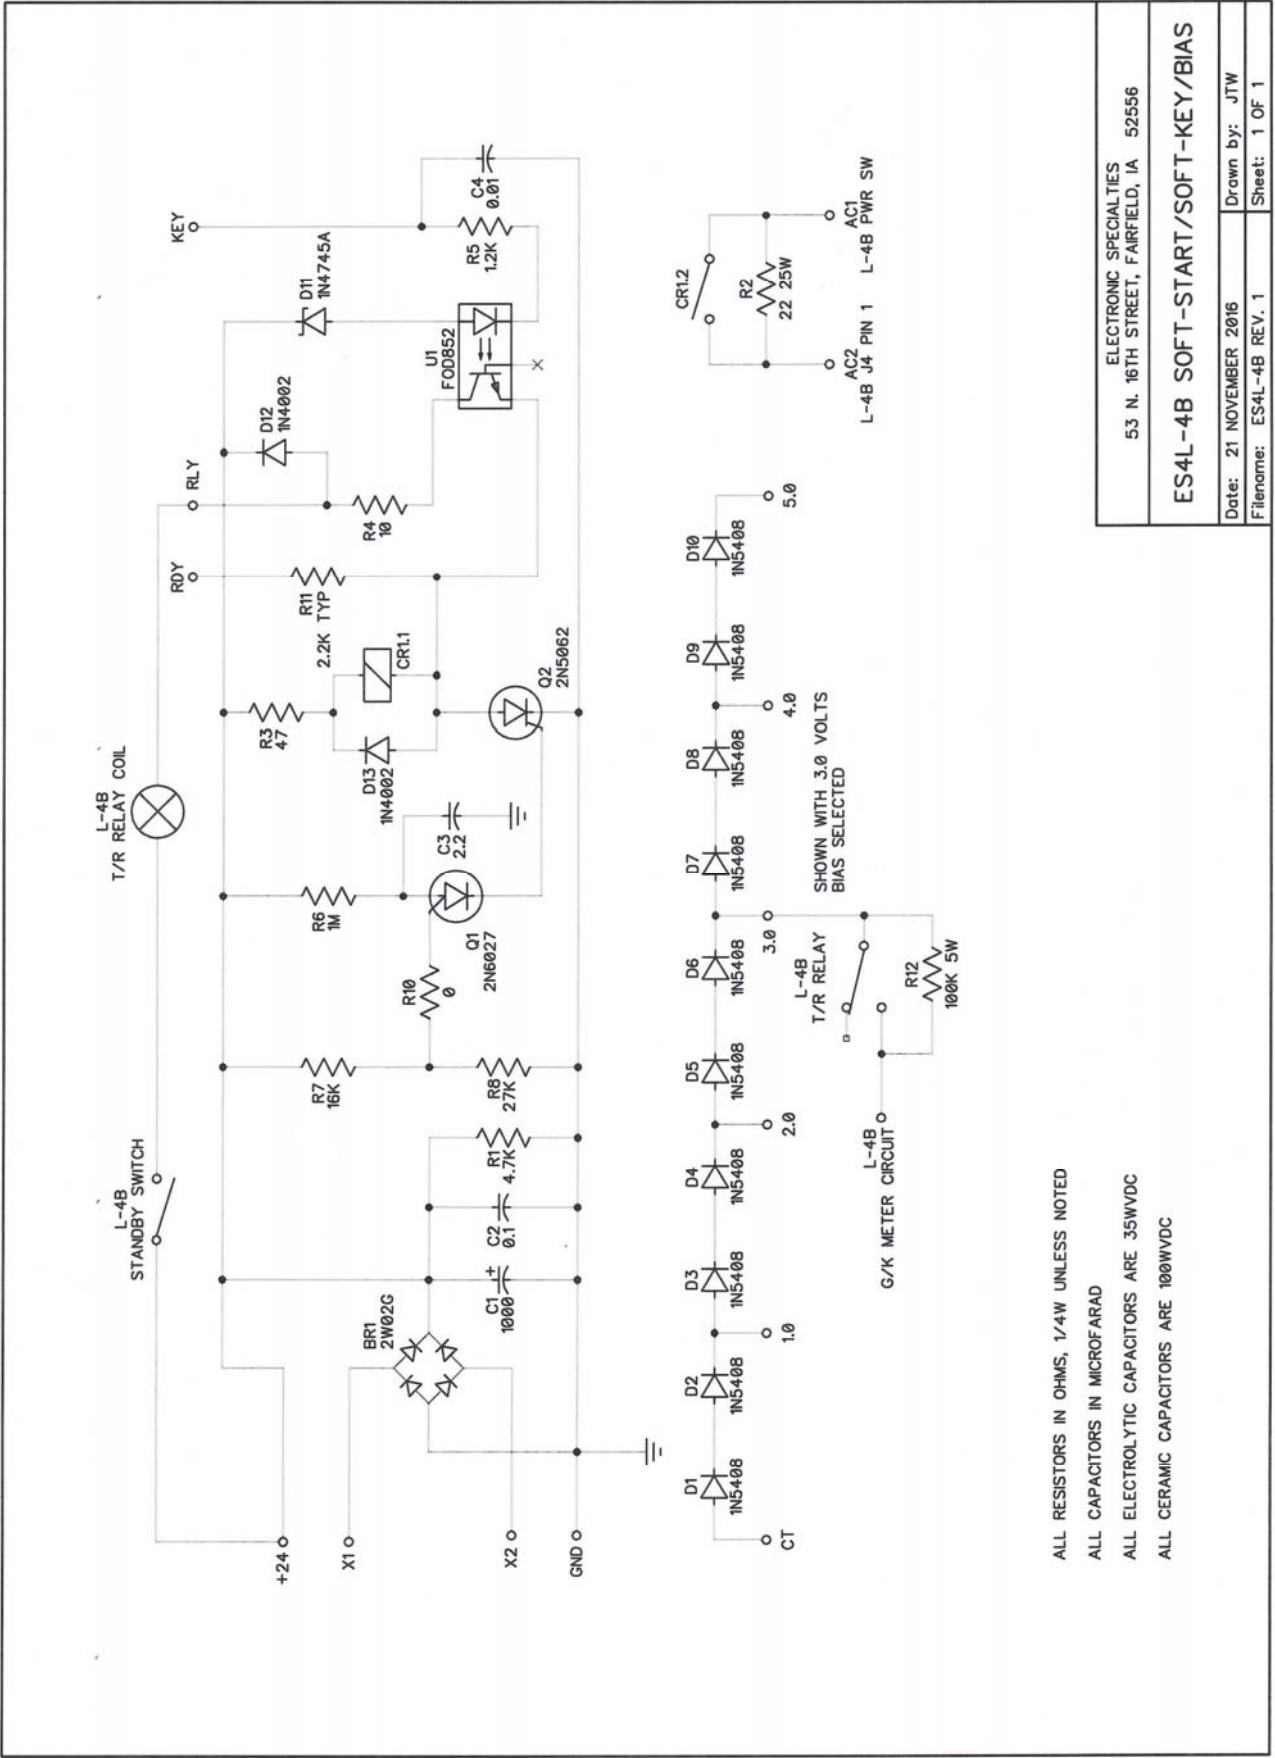 L-4B
STANDBY SWITCH
L-4B
T/R RELAY COIL
RDY
RLY
KEY
+24
X1
X2
GND
BR1
2W02G
C1
1000
+
C2
0.1
R1
4.7K
R7
16K
R8
27K
R10
0
R6
1M
Q1
2N6027
C3
2.2
R3
47
D13
1N4002
CR1.1
Q2
2N5062
R11
2.2K TYP
R4
10
D12
1N4002
D11
1N4745A
U1
FOD852
R5
1.2K
C4
0.01
D1
1N5408
D2
1N5408
D3
1N5408
D4
1N5408
D5
1N5408
D6
1N5408
D7
1N5408
D8
1N5408
D9
1N5408
D10
1N5408
CT
1.0
2.0
3.0
4.0
5.0
SHOWN WITH 3.0 VOLTS
BIAS SELECTED
L-4B
T/R RELAY
L-4B
G/K METER CIRCUIT
R12
100K 5W
CR1.2
R2
22 25W
AC2
L-4B J4 PIN 1
AC1
L-4B PWR SW
ALL RESISTORS IN OHMS, 1/4W UNLESS NOTED
ALL CAPACITORS IN MICROFARAD
ALL ELECTROLYTIC CAPACITORS ARE 35WVDC
ALL CERAMIC CAPACITORS ARE 100WVDC
ELECTRONIC SPECIALTIES
53 N. 16TH STREET, FAIRFIELD, IA 52556
ES4L-4B SOFT-START/SOFT-KEY/BIAS
Date: 21 NOVEMBER 2016
Drawn by: JTW
Filename: ES4L-4B REV. 1
Sheet: 1 OF 1